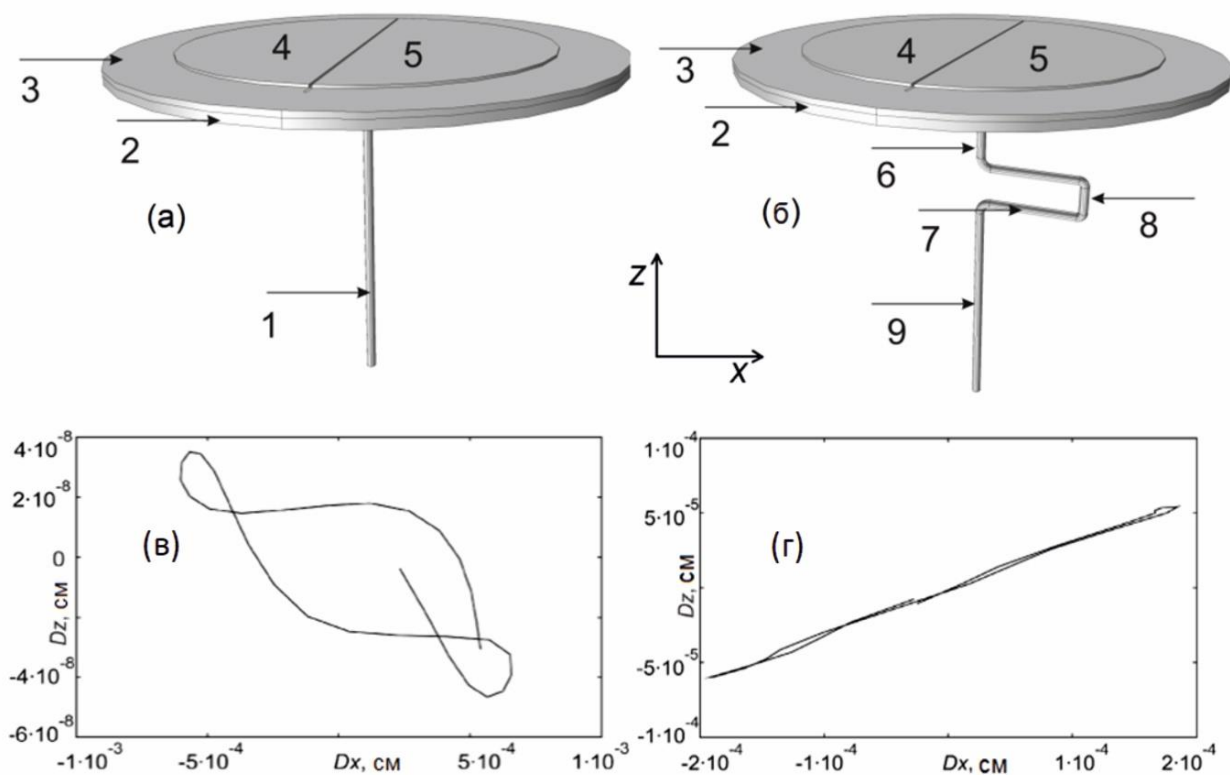 4 5
3
2
(а)
1
4 5
3
2
6
(б)
7
8
9
z
x
4·10⁻⁸
2·10⁻⁸
0
-4·10⁻⁸
-6·10⁻⁸
Dz, см
(в)
-1·10⁻³ -5·10⁻⁴ Dx, см 5·10⁻⁴ 1·10⁻³
1·10⁻⁴
5·10⁻⁵
-5·10⁻⁵
-1·10⁻⁴
Dz, см
(г)
-2·10⁻⁴ -1·10⁻⁴ Dx, см 1·10⁻⁴ 2·10⁻⁴